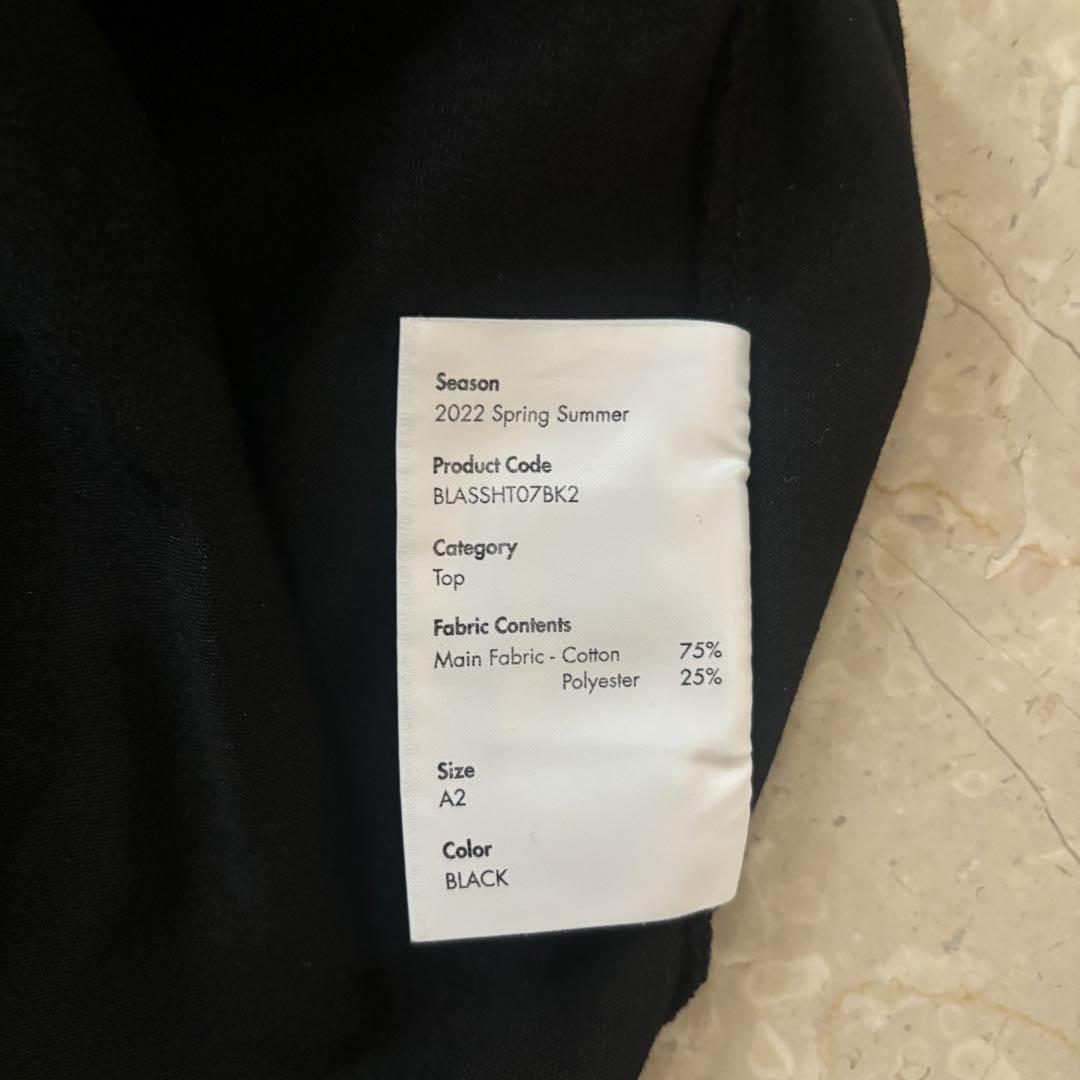 Season
2022 Spring Summer
Product Code
BLASSHT07BK2
Category
Top
Fabric Contents
Main Fabric - Cotton 75%
Polyester 25%
Size
A2
Color
BLACK